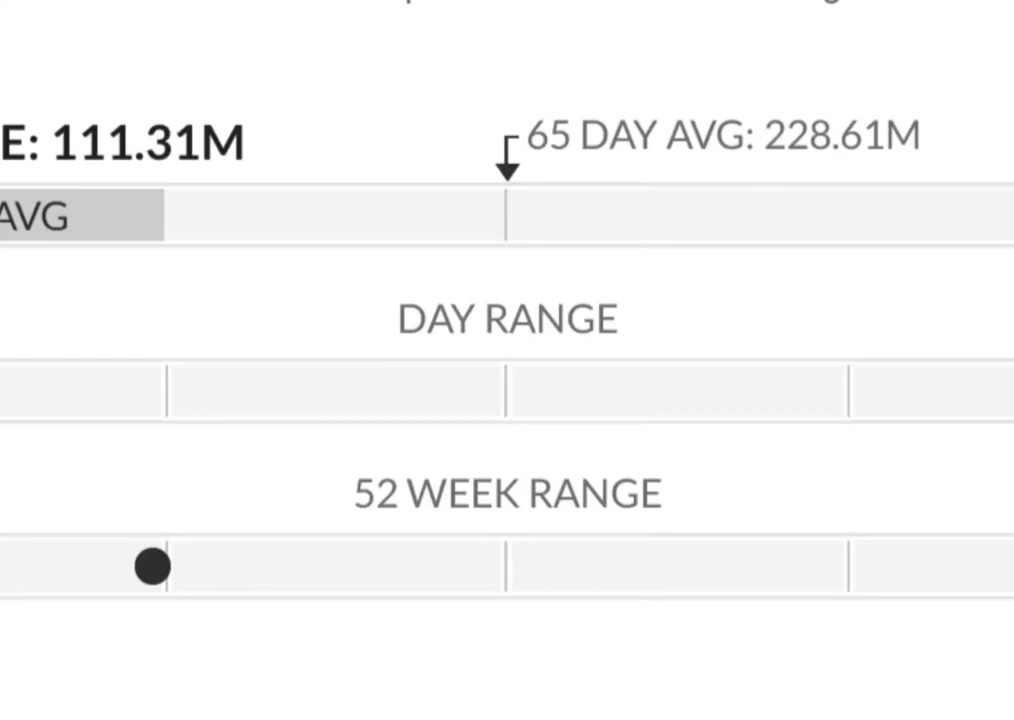 E: 111.31M
65 DAY AVG: 228.61M
AVG
DAY RANGE
52 WEEK RANGE